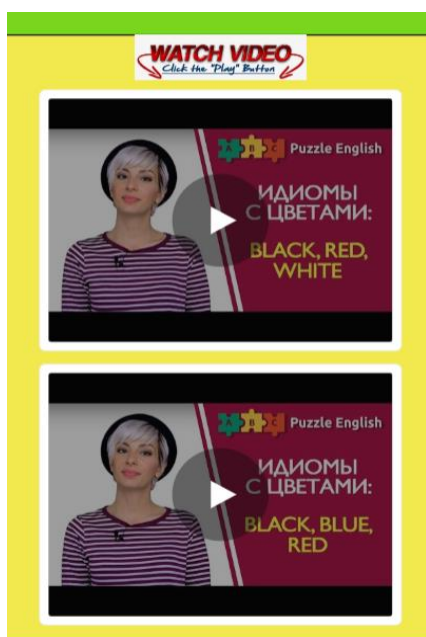 WATCH VIDEO
Click the "Play" Button
A B C Puzzle English
ИДИОМЫ
С ЦВЕТАМИ:
BLACK, RED,
WHITE
A B C Puzzle English
ИДИОМЫ
С ЦВЕТАМИ:
BLACK, BLUE,
RED